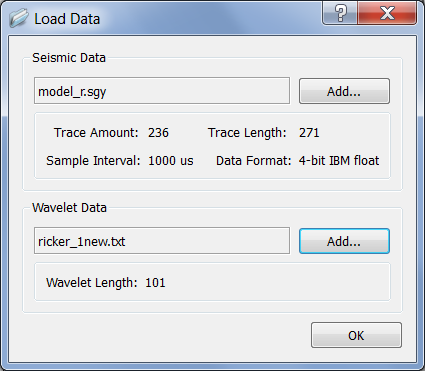 Load Data
Seismic Data
model_r.sgy Add...
Trace Amount: 236 Trace Length: 271
Sample Interval: 1000 us Data Format: 4-bit IBM float
Wavelet Data
ricker_1new.txt Add...
Wavelet Length: 101
OK